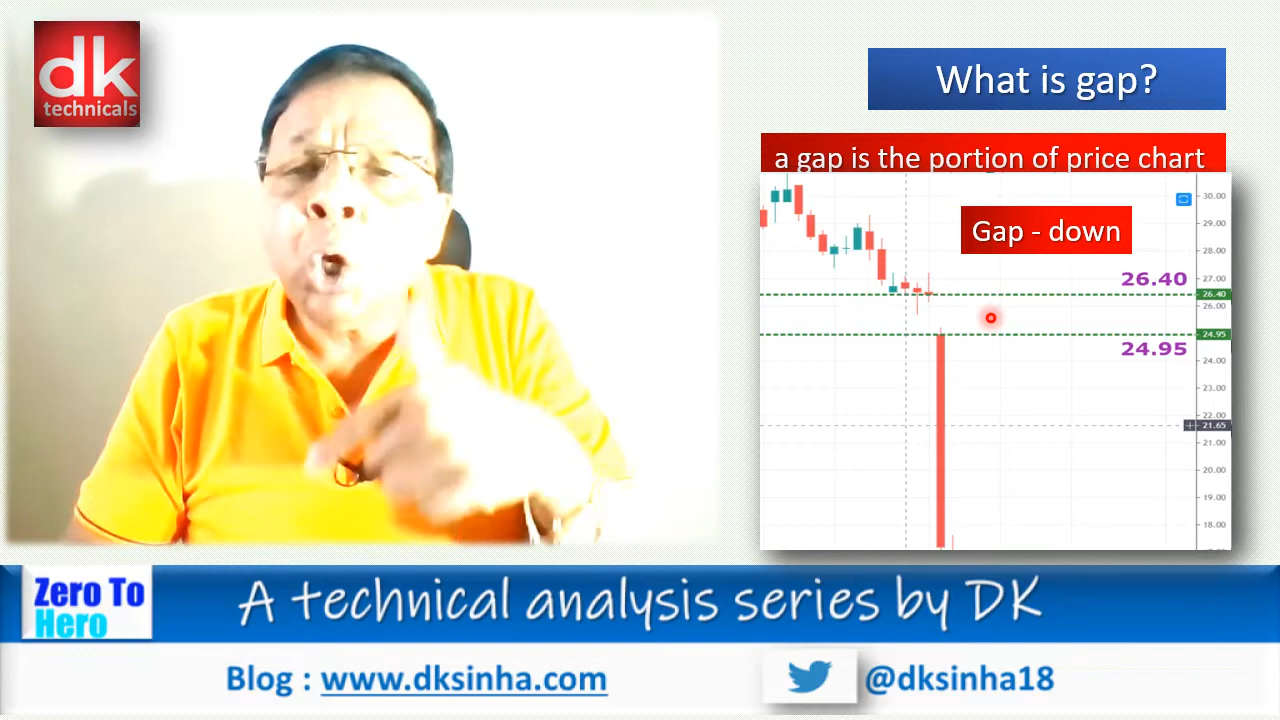 dk
technicals
What is gap?
a gap is the portion of price chart
Gap - down
30.00
29.00
28.00
27.00
26.40
26.40
26.00
24.95
24.95
24.00
23.00
22.00
21.65
21.00
20.00
19.00
18.00
Zero To
Hero
A technical analysis series by DK
Blog : www.dksinha.com
@dksinha18